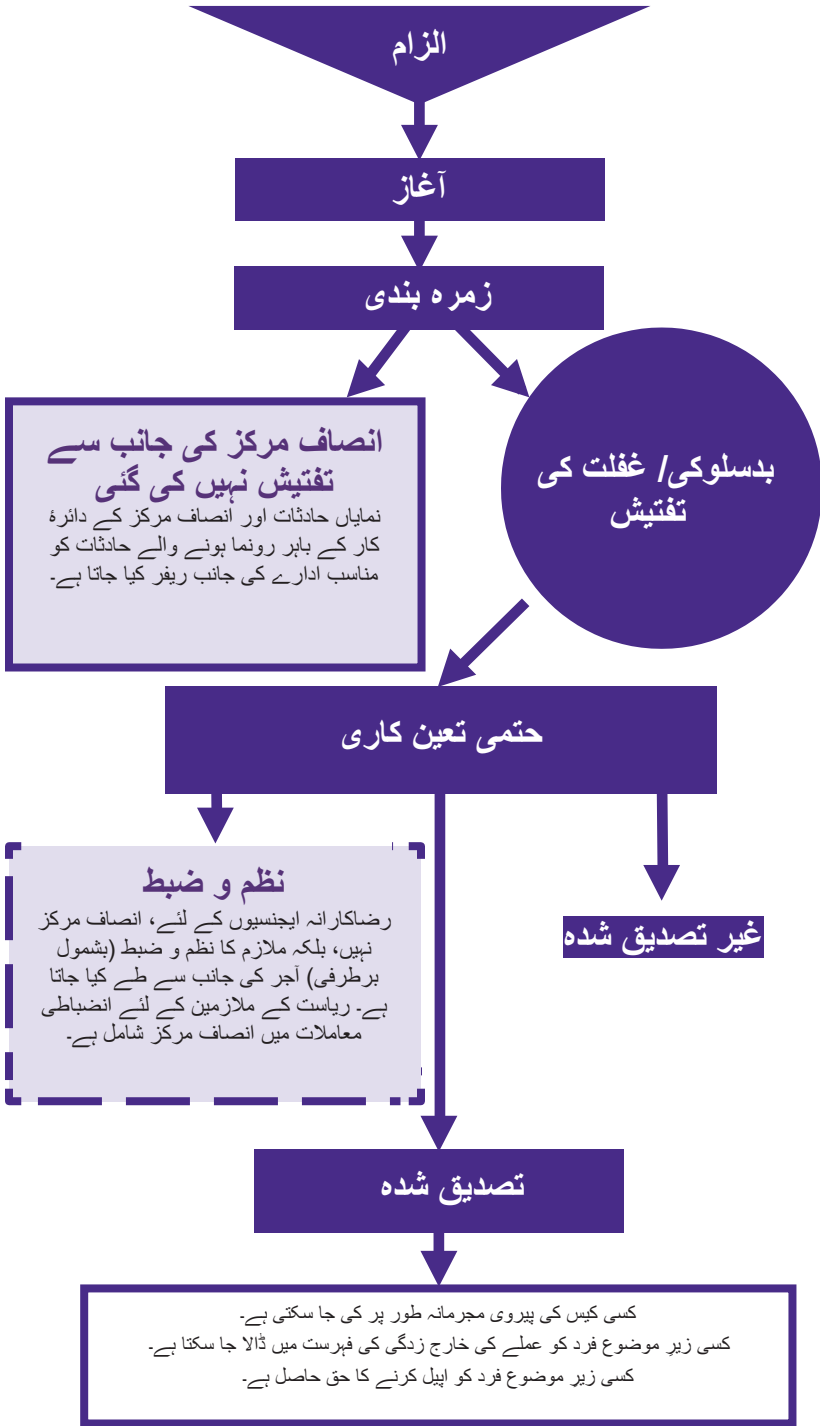 الزام
آغاز
زمرہ بندی
انصاف مرکز کی جانب سے
تفتیش نہیں کی گئی
نمایاں حادثات اور انصاف مرکز کے دائرۂ
کار کے باہر رونما ہونے والے حادثات کو
مناسب ادارے کی جانب ریفر کیا جاتا ہے۔
بدسلوکی/ غفلت کی
تفتیش
حتمی تعین کاری
نظم و ضبط
رضاکارانہ ایجنسیوں کے لئے، انصاف مرکز
نہیں، بلکہ ملازم کا نظم و ضبط (بشمول
برطرفی) آجر کی جانب سے طے کیا جاتا
ہے۔ ریاست کے ملازمین کے لئے انضباطی
معاملات میں انصاف مرکز شامل ہے۔
غیر تصدیق شدہ
تصدیق شدہ
کسی کیس کی پیروی مجرمانہ طور پر کی جا سکتی ہے۔
کسی زیرِ موضوع فرد کو عملے کی خارج زدگی کی فہرست میں ڈالا جا سکتا ہے۔
کسی زیرِ موضوع فرد کو اپیل کرنے کا حق حاصل ہے۔